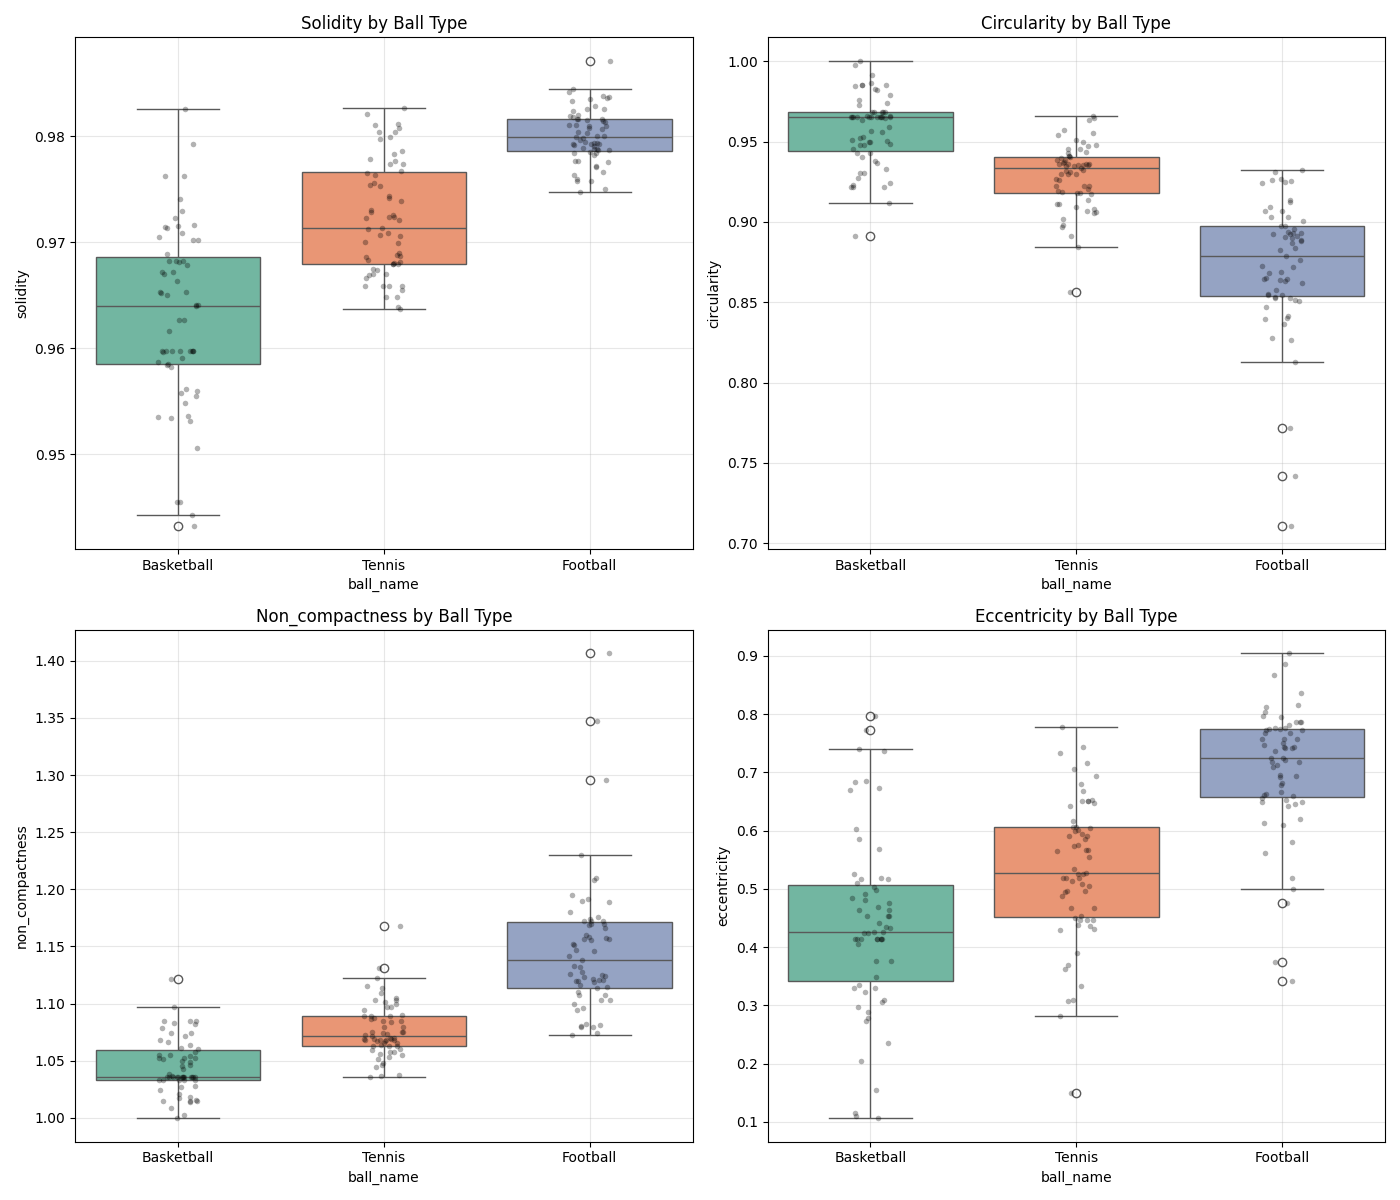 Solidity by Ball Type
solidity
0.98
0.97
0.96
0.95
Basketball Tennis Football
ball_name
Circularity by Ball Type
circularity
1.00
0.95
0.90
0.85
0.80
0.75
0.70
Basketball Tennis Football
ball_name
Non_compactness by Ball Type
non_compactness
1.40
1.35
1.30
1.25
1.20
1.15
1.10
1.05
1.00
Basketball Tennis Football
ball_name
Eccentricity by Ball Type
eccentricity
0.9
0.8
0.7
0.6
0.5
0.4
0.3
0.2
0.1
Basketball Tennis Football
ball_name